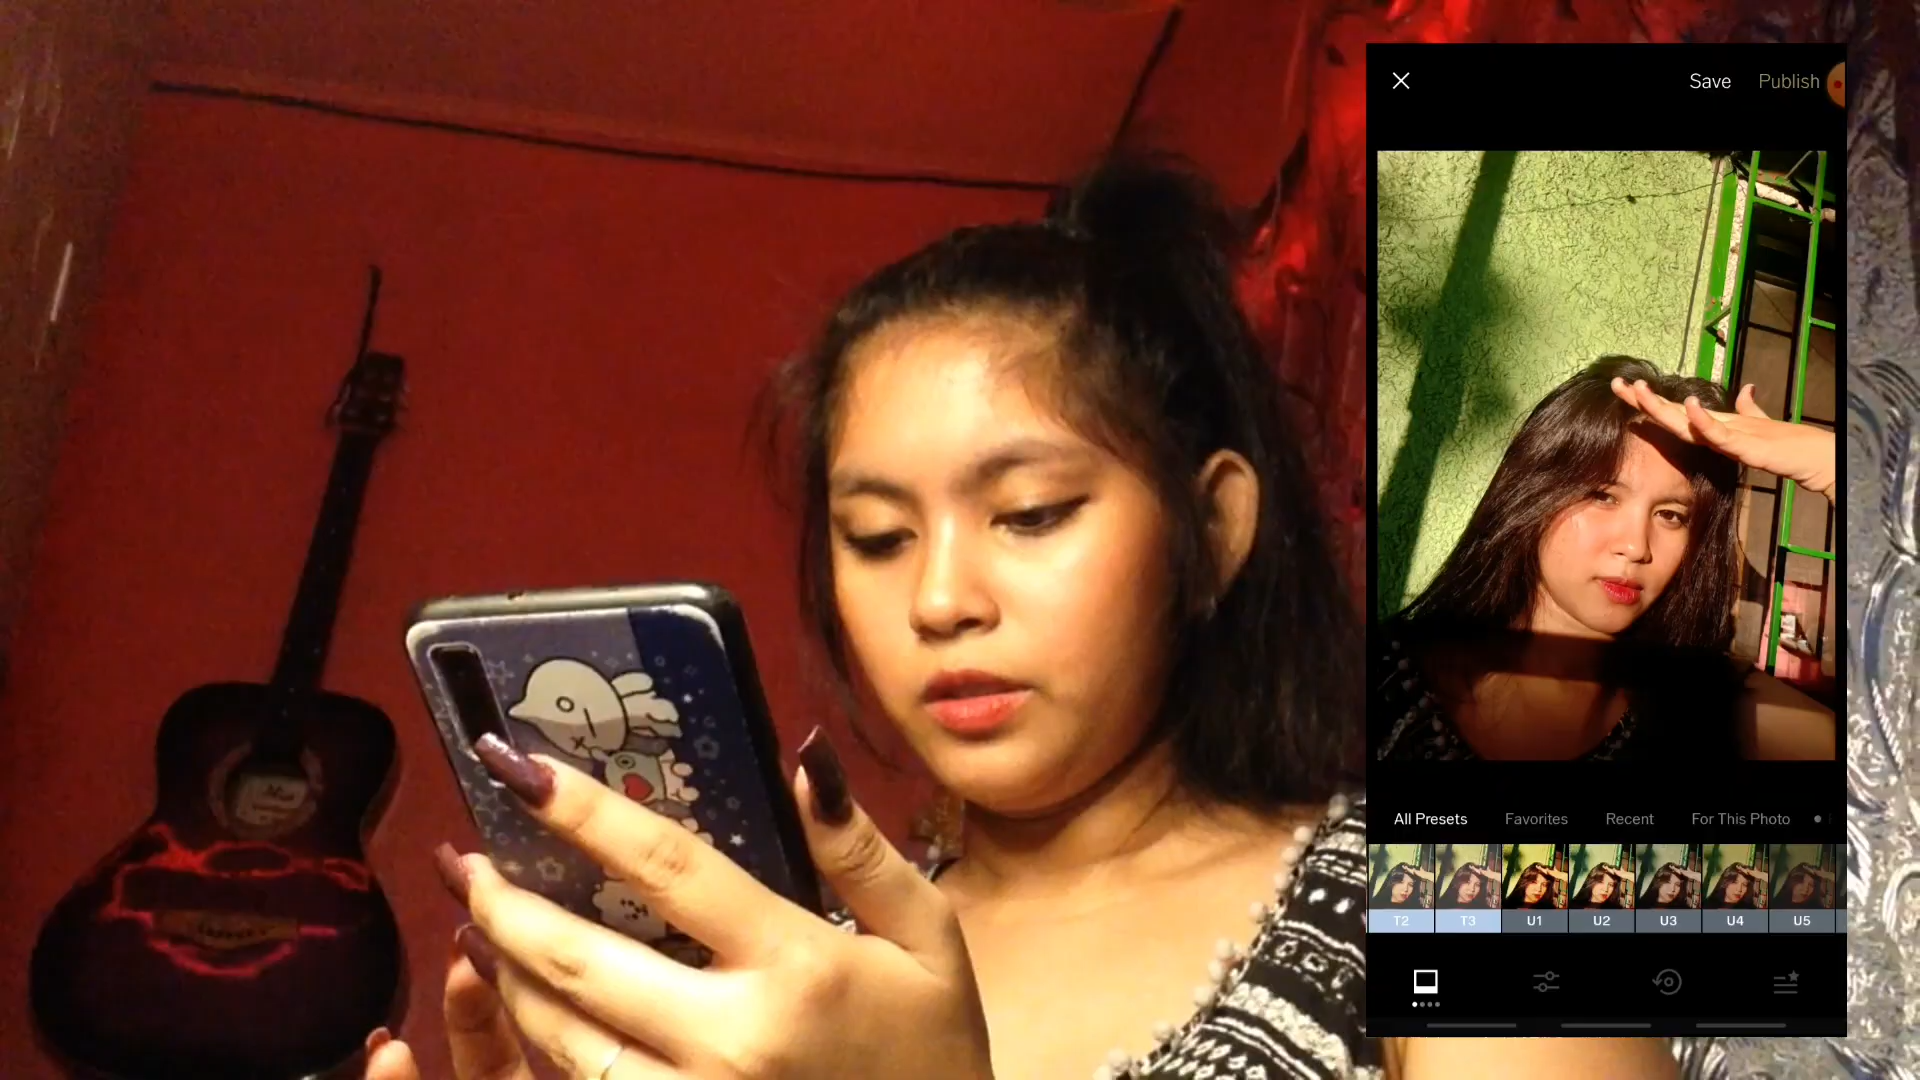 Save Publish
All Presets Favorites Recent For This Photo
T2 T3 U1 U2 U3 U4 U5